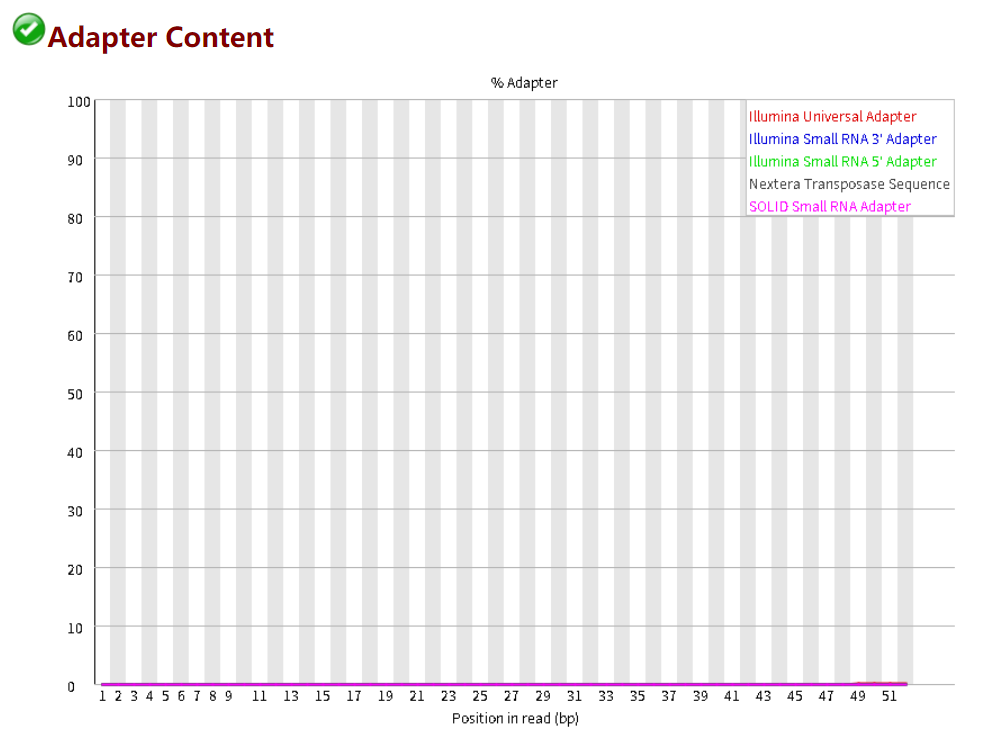 Adapter Content
% Adapter
100
90
80
70
60
50
40
30
20
10
0
Illumina Universal Adapter
Illumina Small RNA 3' Adapter
Illumina Small RNA 5' Adapter
Nextera Transposase Sequence
SOLID Small RNA Adapter
1 2 3 4 5 6 7 8 9 11 13 15 17 19 21 23 25 27 29 31 33 35 37 39 41 43 45 47 49 51
Position in read (bp)